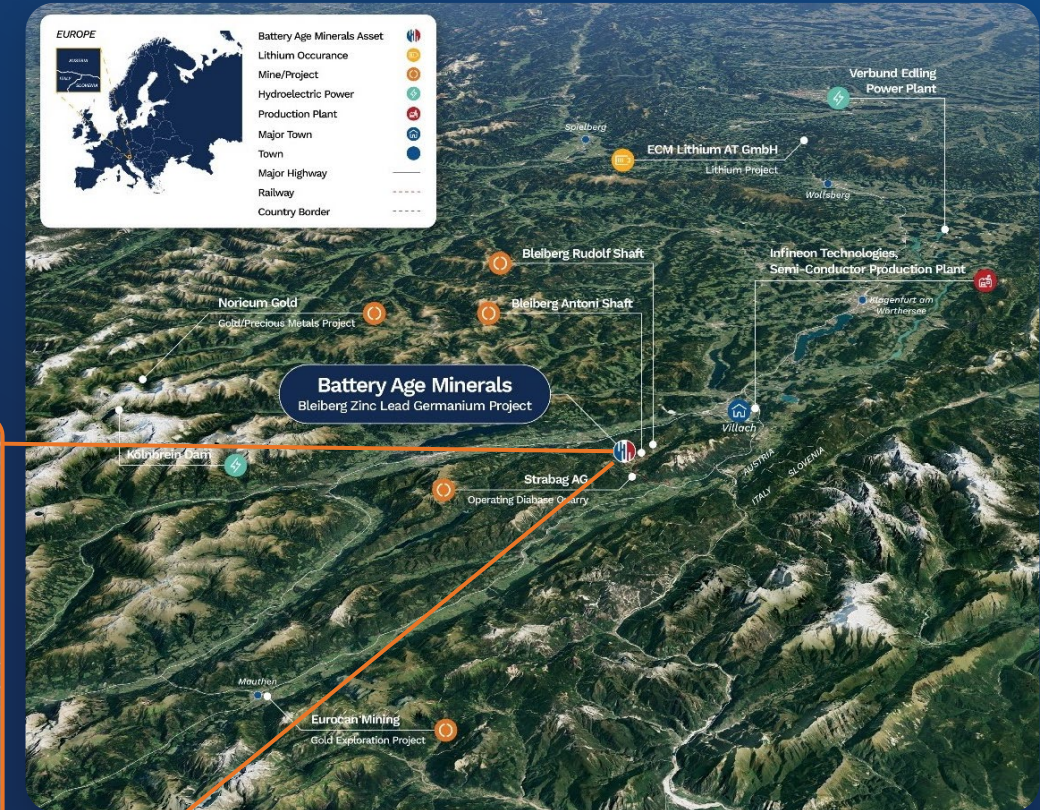 EUROPE
AUSTRIA
ITALY
SLOVENIA
Battery Age Minerals Asset
Lithium Occurance
Mine/Project
Hydroelectric Power
Production Plant
Major Town
Town
Major Highway
Railway
Country Border
Verbund Edling
Power Plant
Spielberg
ECM Lithium AT GmbH
Lithium Project
Wolfsberg
Bleiberg Rudolf Shaft
Infineon Technologies,
Semi-Conductor Production Plant
Noricum Gold
Gold/Precious Metals Project
Bleiberg Antoni Shaft
Klagenfurt am
Wörthersee
Battery Age Minerals
Bleiberg Zinc Lead Germanium Project
Villach
Kölnbrein Dam
Strabag AG
Operating Diabase Quarry
AUSTRIA
SLOVENIA
ITALY
Mauthen
Eurocan Mining
Gold Exploration Project